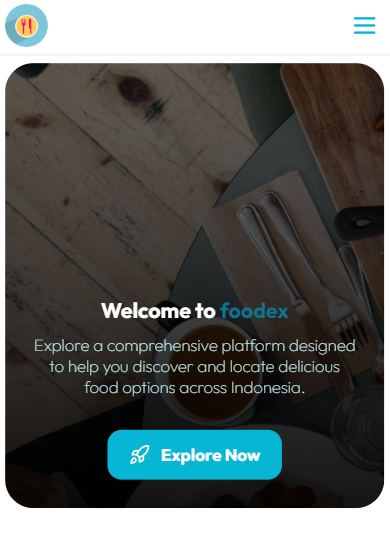 Welcome to foodex
Explore a comprehensive platform designed
to help you discover and locate delicious
food options across Indonesia.
Explore Now